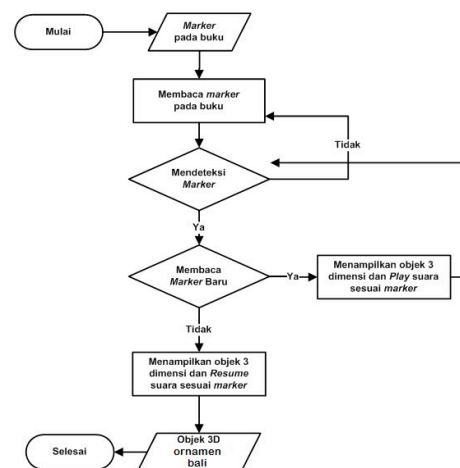 Mulai
Marker
pada buku
Membaca marker
pada buku
Tidak
Mendeteksi
Marker
Ya
Membaca
Marker Baru
Ya
Menampilkan objek 3
dimensi dan Play suara
sesuai marker
Tidak
Menampilkan objek 3
dimensi dan Resume
suara sesuai marker
Objek 3D
ornamen
bali
Selesai